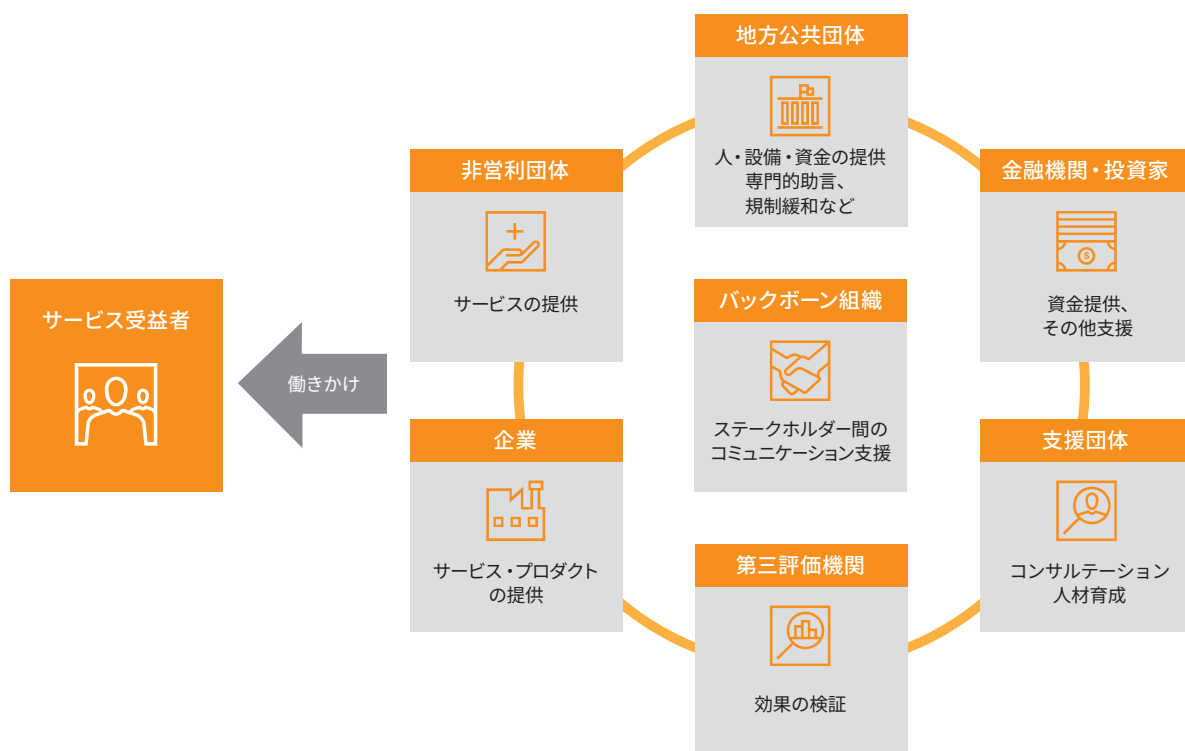 地方公共団体
人・設備・資金の提供
専門的助言、
規制緩和など
非営利団体
サービスの提供
金融機関・投資家
資金提供、
その他支援
サービス受益者
働きかけ
バックボーン組織
ステークホルダー間の
コミュニケーション支援
企業
サービス・プロダクト
の提供
支援団体
コンサルテーション
人材育成
第三評価機関
効果の検証